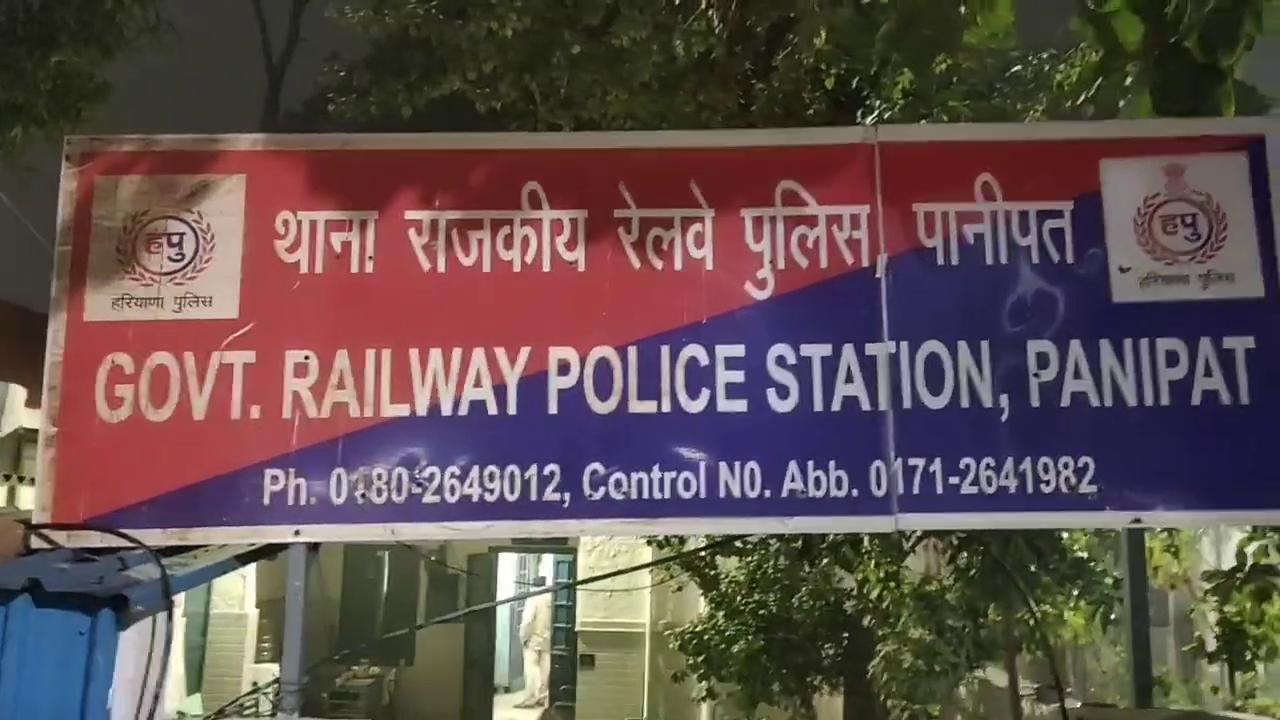 थाना राजकीय रेलवे पुलिस, पानीपत
हपु
हरियाणा पुलिस
हपु
हरियाणा पुलिस
GOVT. RAILWAY POLICE STATION, PANIPAT
Ph. 0180-2649012, Control N0. Abb. 0171-2641982